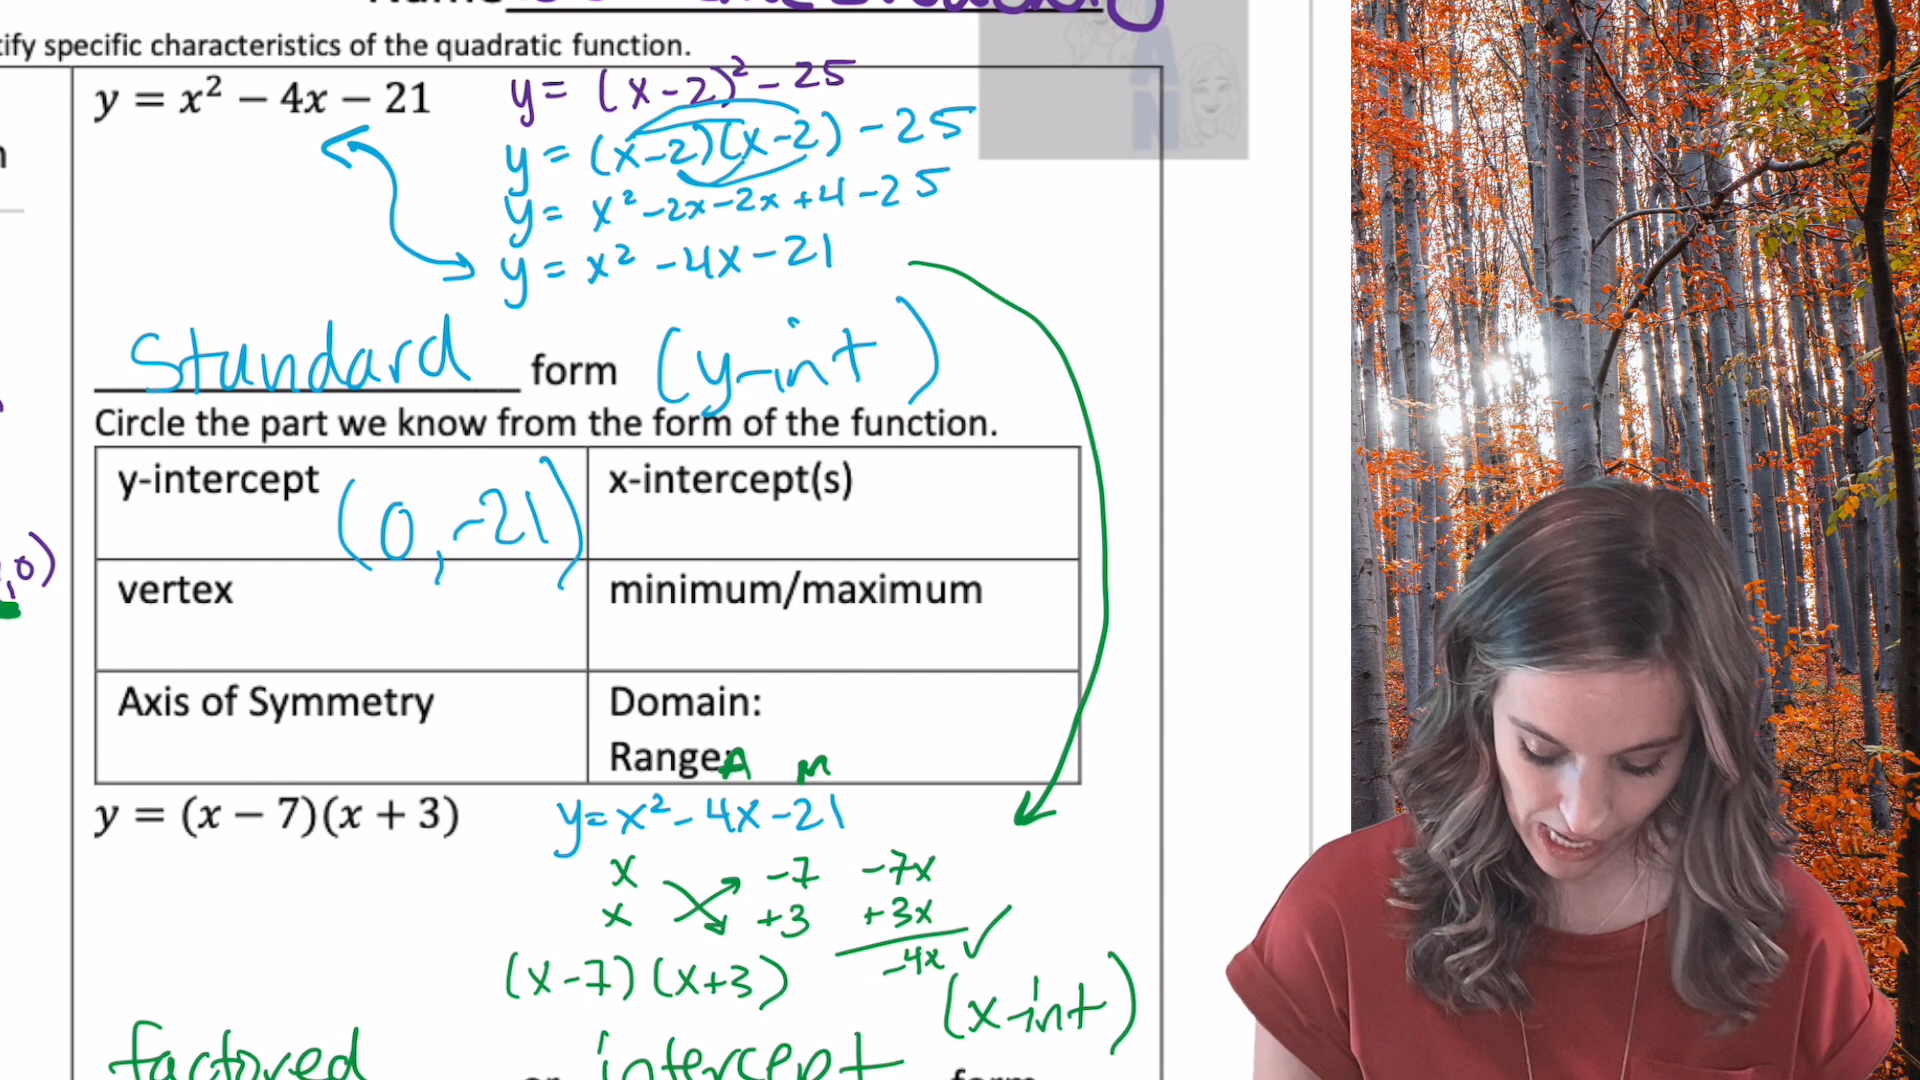 Name
ify specific characteristics of the quadratic function.
y = x² − 4x − 21
y = (x-2)² - 25
y = (x-2)(x-2) - 25
y = x² -2x -2x +4 -25
y = x² -4x -21
Standard form (y-int)
Circle the part we know from the form of the function.
y-intercept (0, -21)
x-intercept(s)
vertex
minimum/maximum
Axis of Symmetry
Domain:
Range:
,0)
A M
y = (x − 7)(x + 3)
y = x² - 4x - 21
x -7 -7x
x +3 +3x
-4x
(x-7)(x+3)
(x-int)
factored or intercept form